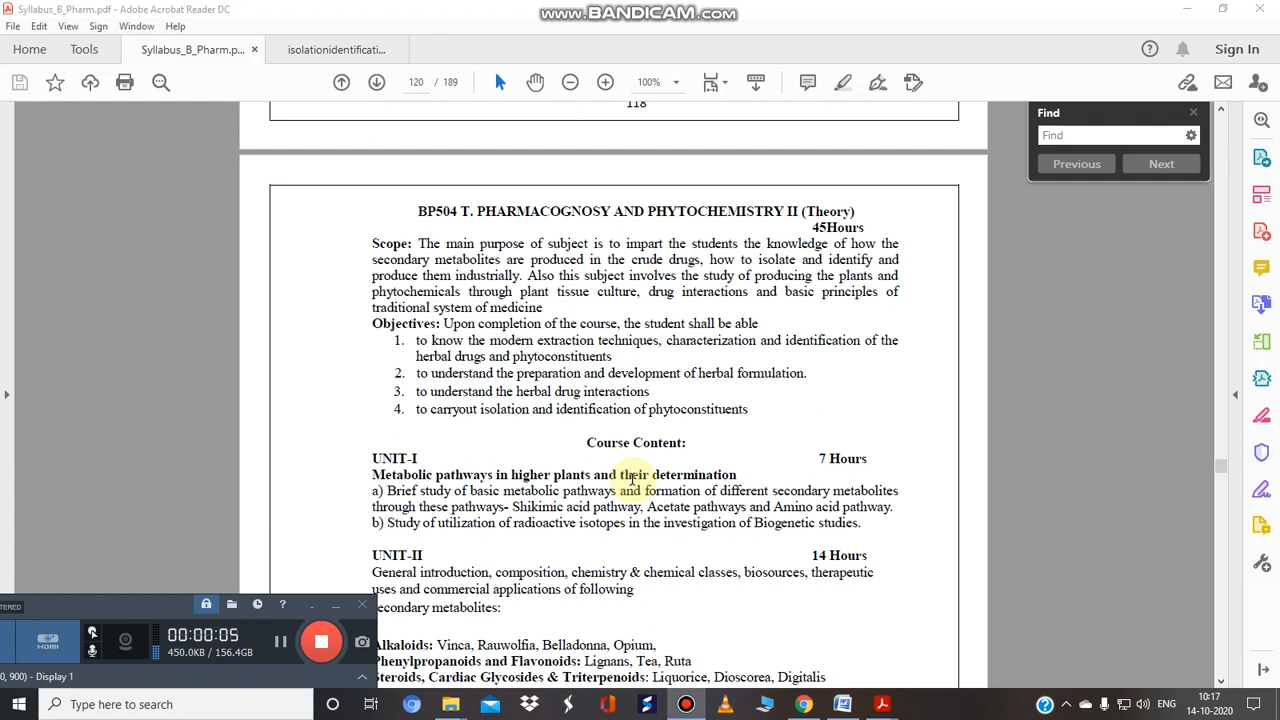 Syllabus_B_Pharm.pdf - Adobe Acrobat Reader DC
www.BANDICAM.com
File Edit View Sign Window Help
Home Tools Syllabus_B_Pharm.p... × isolationidentificati... Sign In
120 / 189 100%
118
Find
Find
Previous Next
BP504 T. PHARMACOGNOSY AND PHYTOCHEMISTRY II (Theory)
45Hours
Scope: The main purpose of subject is to impart the students the knowledge of how the
secondary metabolites are produced in the crude drugs, how to isolate and identify and
produce them industrially. Also this subject involves the study of producing the plants and
phytochemicals through plant tissue culture, drug interactions and basic principles of
traditional system of medicine
Objectives: Upon completion of the course, the student shall be able
1. to know the modern extraction techniques, characterization and identification of the
herbal drugs and phytoconstituents
2. to understand the preparation and development of herbal formulation.
3. to understand the herbal drug interactions
4. to carryout isolation and identification of phytoconstituents
Course Content:
UNIT-I 7 Hours
Metabolic pathways in higher plants and their determination
a) Brief study of basic metabolic pathways and formation of different secondary metabolites
through these pathways- Shikimic acid pathway, Acetate pathways and Amino acid pathway.
b) Study of utilization of radioactive isotopes in the investigation of Biogenetic studies.
UNIT-II 14 Hours
General introduction, composition, chemistry & chemical classes, biosources, therapeutic
uses and commercial applications of following
econdary metabolites:
Alkaloids: Vinca, Rauwolfia, Belladonna, Opium,
Phenylpropanoids and Flavonoids: Lignans, Tea, Ruta
Steroids, Cardiac Glycosides & Triterpenoids: Liquorice, Dioscorea, Digitalis
TERED
HDMI
00:00:05
450.0KB / 156.4GB
0, 900) - Display 1
Type here to search
10:17
14-10-2020